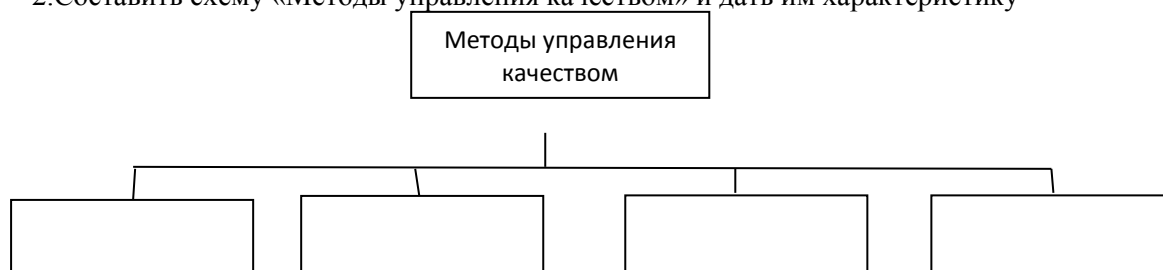 2.Составить схему «Методы управления качеством» и дать им характеристику
Методы управления
качеством